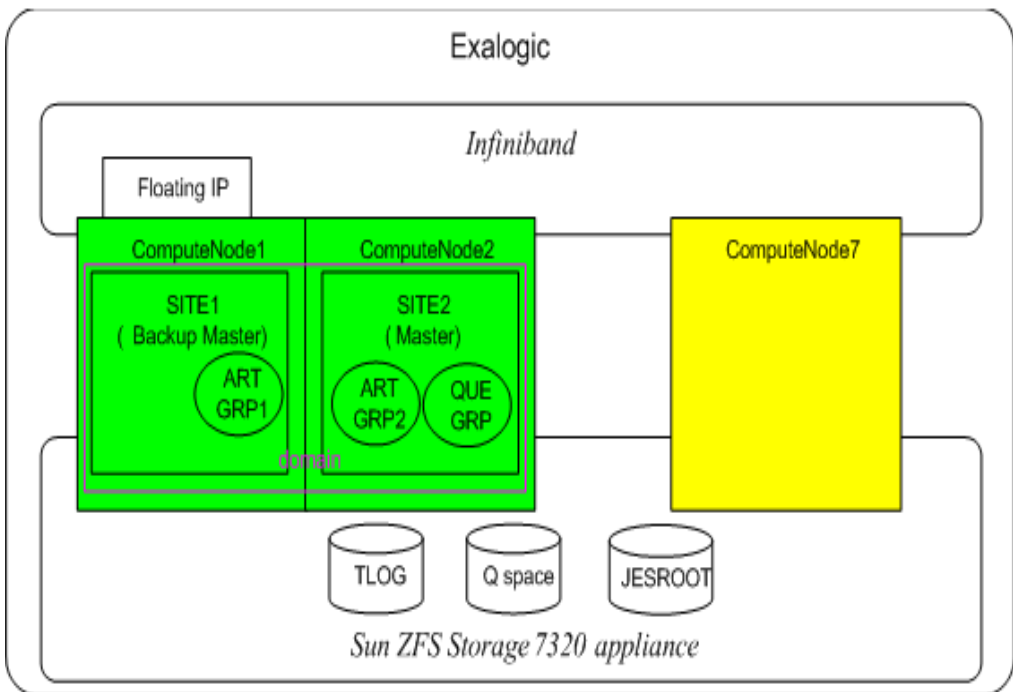 Exalogic
Infiniband
Floating IP
ComputeNode1
ComputeNode2
ComputeNode7
SITE1
( Backup Master)
ART
GRP1
SITE2
( Master)
ART
GRP2
QUE
GRP
domain
TLOG
Q space
JESROOT
Sun ZFS Storage 7320 appliance